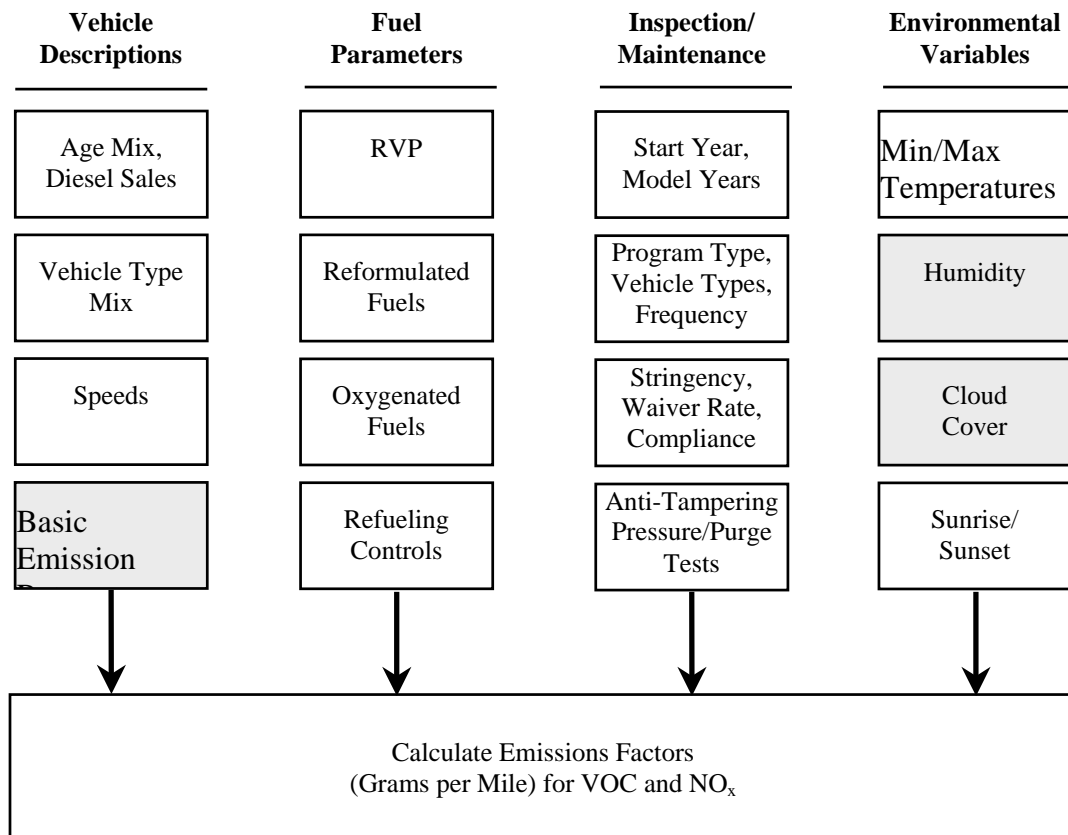 Vehicle
Descriptions
Fuel
Parameters
Inspection/
Maintenance
Environmental
Variables
Age Mix,
Diesel Sales
RVP
Start Year,
Model Years
Min/Max
Temperatures
Vehicle Type
Mix
Reformulated
Fuels
Program Type,
Vehicle Types,
Frequency
Humidity
Speeds
Oxygenated
Fuels
Stringency,
Waiver Rate,
Compliance
Cloud
Cover
Basic
Emission
Refueling
Controls
Anti-Tampering
Pressure/Purge
Tests
Sunrise/
Sunset
Calculate Emissions Factors
(Grams per Mile) for VOC and NOx